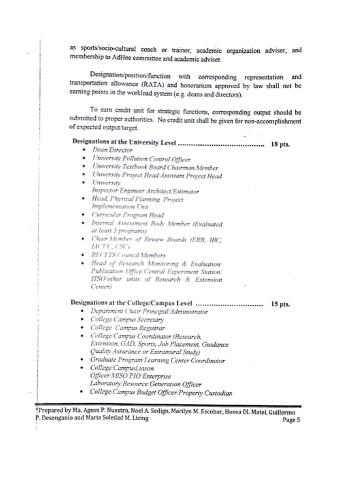 as sports/socio-cultural coach or trainor, academic organization adviser, and
membership to AdHoc committee and academic adviser.
Designation/position/function with corresponding representation and
transportation allowance (RATA) and honorarium approved by law shall not be
earning points in the workload system (e.g. deans and directors).
To earn credit unit for strategic functions, corresponding output should be
submitted to proper authorities. No credit unit shall be given for non-accomplishment
of expected output/target.
Designations at the University Level .................................... 18 pts.
• Dean/Director
• University Pollution Control Officer
• University Textbook Board Chairman/Member
• University Project Head/Assistant Project Head
• University
Inspector/Engineer/Architect/Estimator
• Head, Physical Planning /Project
Implementation Unit
• Curricular Program Head
• Internal Assessment Body Member (Evaluated
at least 3 programs)
• Chair/Member of Review Boards (ERB, IBC,
IACUC, CSC)
• RECETS Council Members
• Head of Research Monitoring & Evaluation/
Publication Office/Central Experiment Station/
ITSO/other units of Research & Extension
Center)
Designations at the College/Campus Level ............................ 15 pts.
• Department Chair/Principal/Administrator
• College/Campus Secretary
• College /Campus Registrar
• College/Campus Coordinator (Research,
Extension, GAD, Sports, Job Placement, Guidance
Quality Assurance or Extramural Study)
• Graduate Program/Learning Center Coordinator
• College/Campus
Officer/MISO/PIO/Enterprise
Laboratory/Resource Generation Officer
• College/Campus Budget Officer/Property Custodian
*Prepared by Ma. Agnes P. Nuestro, Noel A. Sedigo, Marilyn M. Escobar, Hosea DL Matel, Guillermo
P. Desenganio and Maria Soledad M. Lising
Page 5